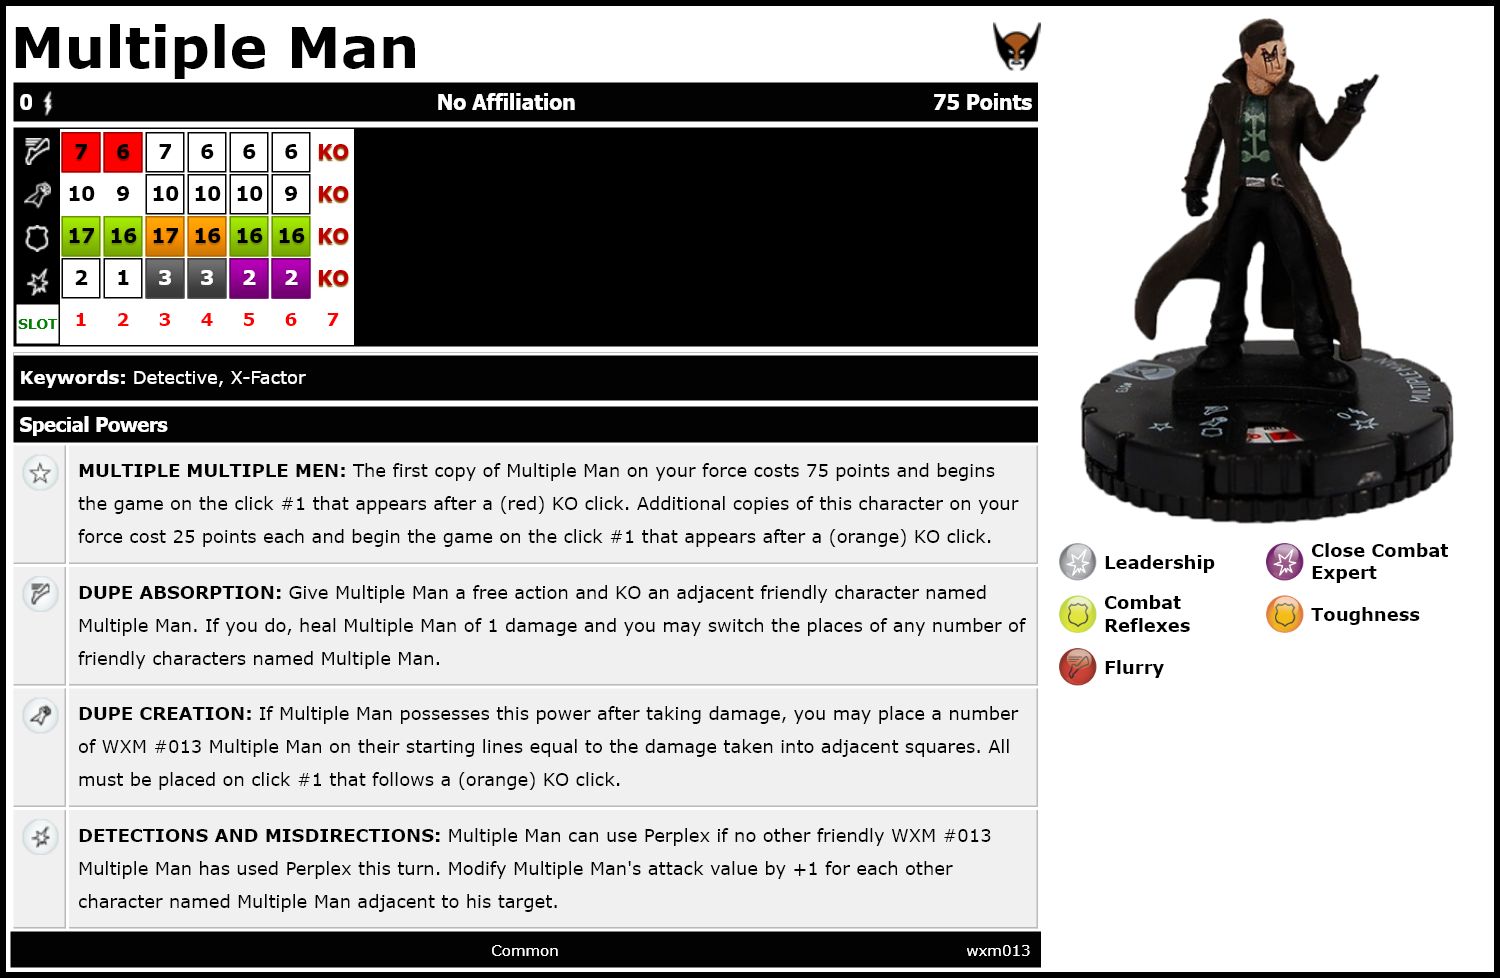 Multiple Man
0 No Affiliation 75 Points
7 6 7 6 6 6 KO
10 9 10 10 10 9 KO
17 16 17 16 16 16 KO
2 1 3 3 2 2 KO
SLOT 1 2 3 4 5 6 7
Keywords: Detective, X-Factor
Special Powers
MULTIPLE MULTIPLE MEN: The first copy of Multiple Man on your force costs 75 points and begins
the game on the click #1 that appears after a (red) KO click. Additional copies of this character on your
force cost 25 points each and begin the game on the click #1 that appears after a (orange) KO click.
DUPE ABSORPTION: Give Multiple Man a free action and KO an adjacent friendly character named
Multiple Man. If you do, heal Multiple Man of 1 damage and you may switch the places of any number of
friendly characters named Multiple Man.
DUPE CREATION: If Multiple Man possesses this power after taking damage, you may place a number
of WXM #013 Multiple Man on their starting lines equal to the damage taken into adjacent squares. All
must be placed on click #1 that follows a (orange) KO click.
DETECTIONS AND MISDIRECTIONS: Multiple Man can use Perplex if no other friendly WXM #013
Multiple Man has used Perplex this turn. Modify Multiple Man's attack value by +1 for each other
character named Multiple Man adjacent to his target.
Common wxm013
MULTIPLE MAN
013
0
Leadership
Close Combat
Expert
Combat
Reflexes
Toughness
Flurry